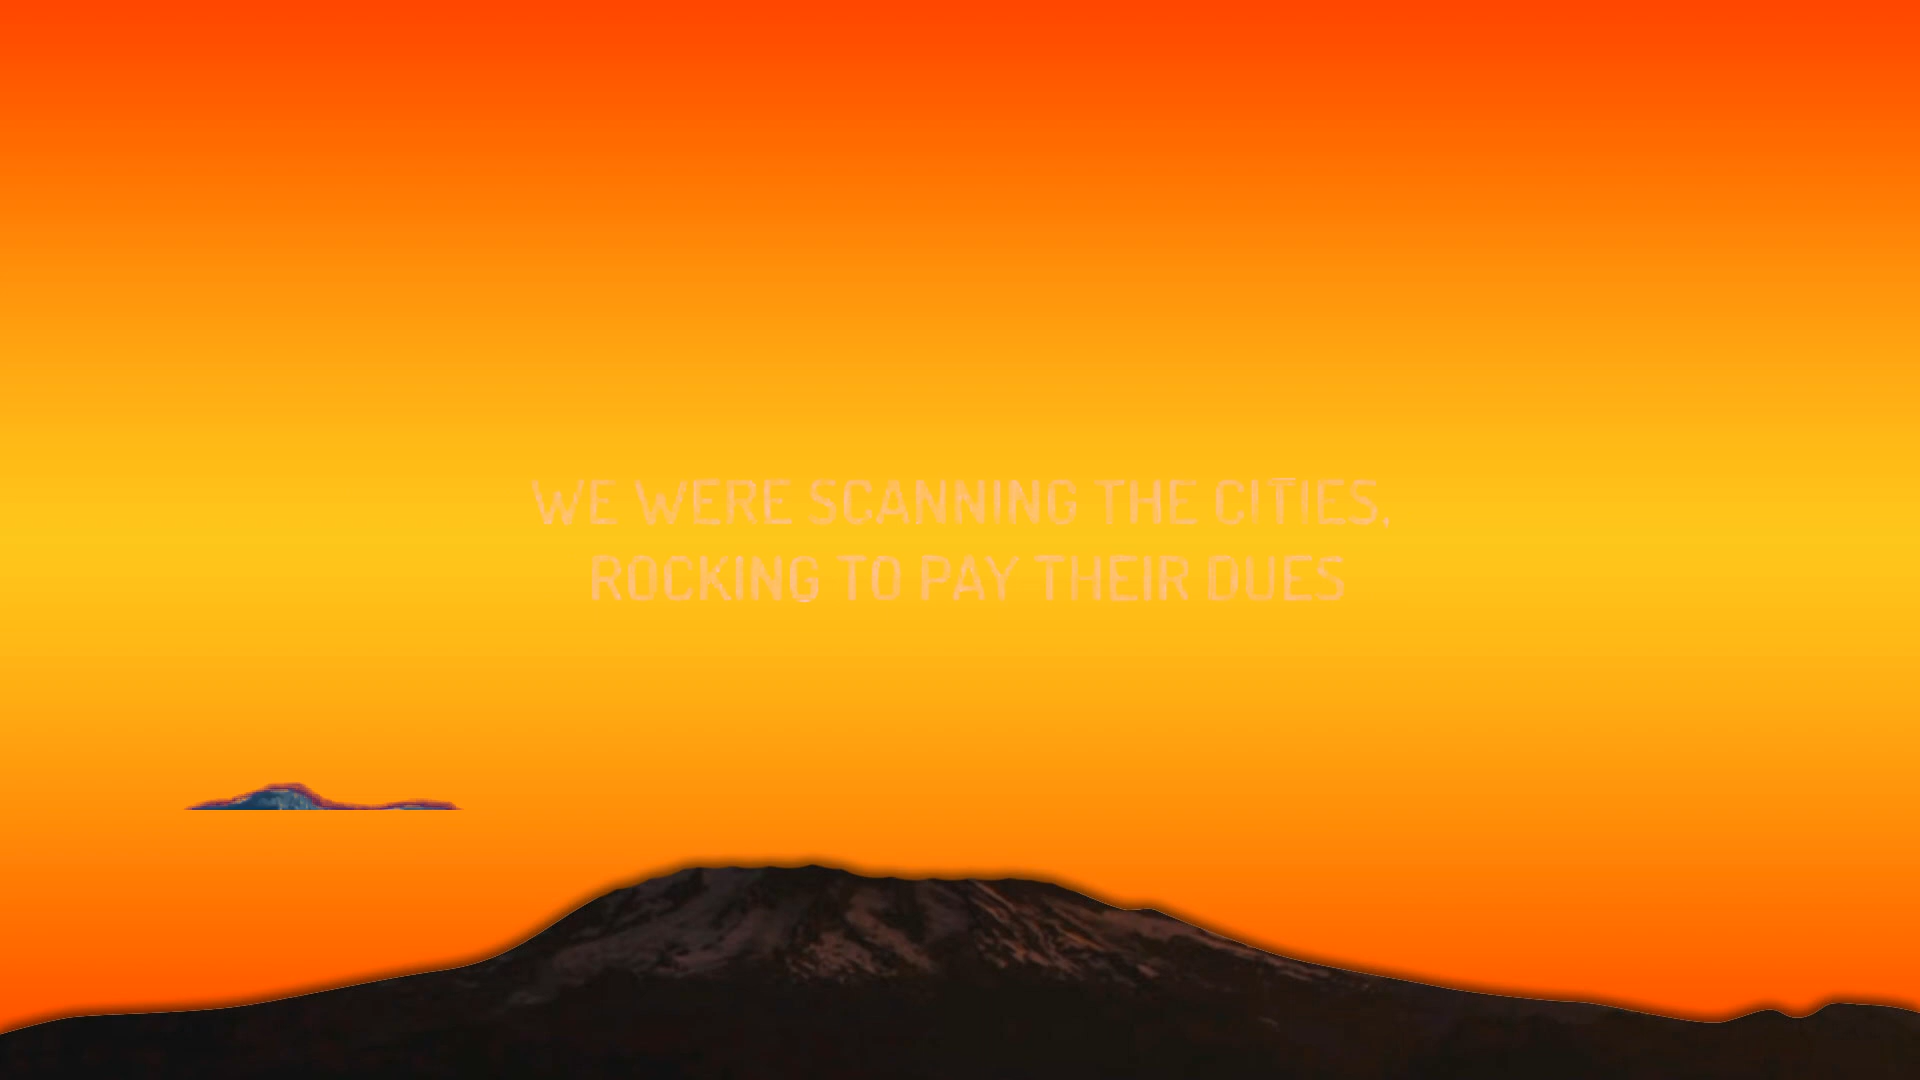 WE WERE SCANNING THE CITIES,
ROCKING TO PAY THEIR DUES